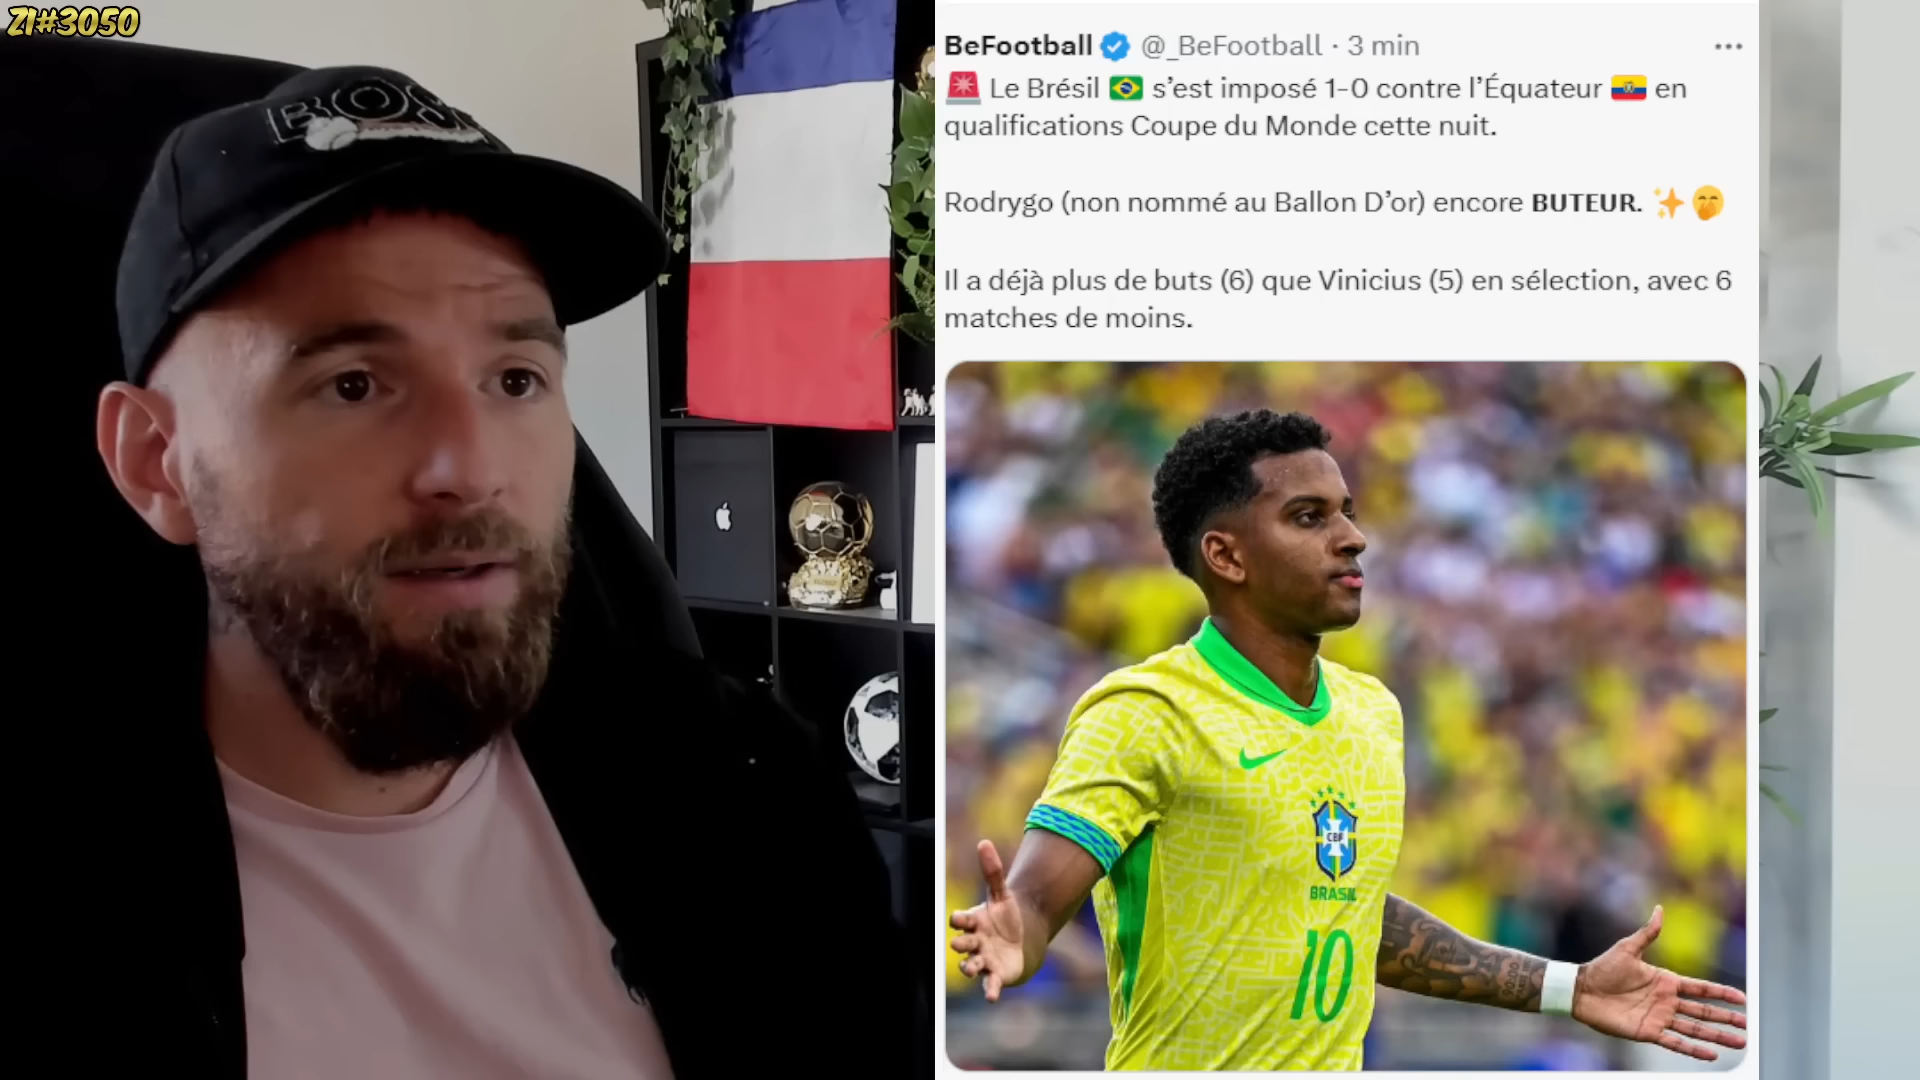 ZI#3050
BOSS
BeFootball @_BeFootball · 3 min
🚨 Le Brésil 🇧🇷 s’est imposé 1-0 contre l’Équateur 🇪🇨 en
qualifications Coupe du Monde cette nuit.
Rodrygo (non nommé au Ballon D’or) encore BUTEUR. ✨🤭
Il a déjà plus de buts (6) que Vinicius (5) en sélection, avec 6
matches de moins.
CBF
BRASIL
10